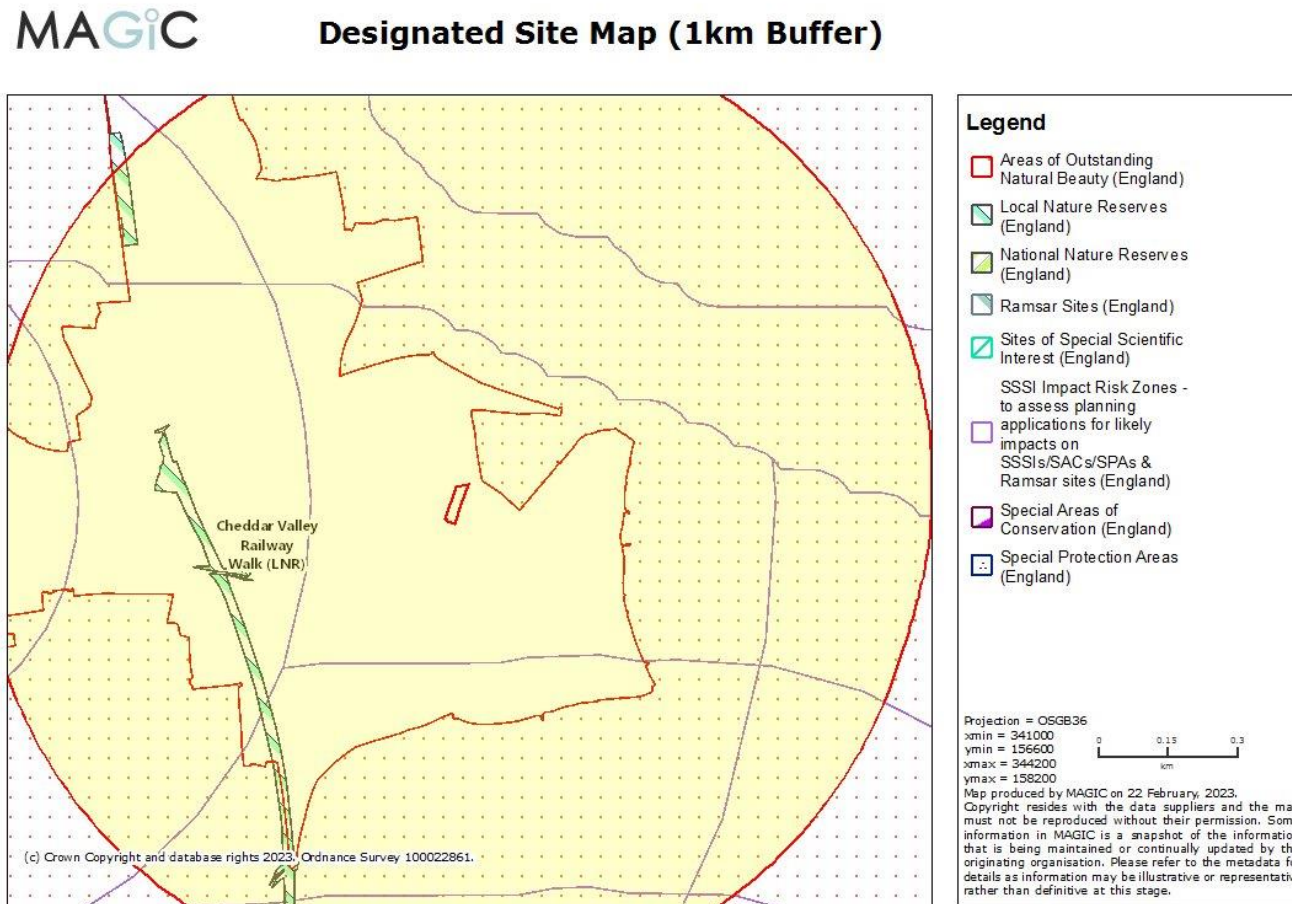 MAGiC
Designated Site Map (1km Buffer)
Cheddar Valley
Railway
Walk (LNR)
(c) Crown Copyright and database rights 2023. Ordnance Survey 100022861.
Legend
Areas of Outstanding
Natural Beauty (England)
Local Nature Reserves
(England)
National Nature Reserves
(England)
Ramsar Sites (England)
Sites of Special Scientific
Interest (England)
SSSI Impact Risk Zones -
to assess planning
applications for likely
impacts on
SSSIs/SACs/SPAs &
Ramsar sites (England)
Special Areas of
Conservation (England)
Special Protection Areas
(England)
Projection = OSGB36
xmin = 341000
ymin = 156600
xmax = 344200
ymax = 158200
0 0.15 0.3
km
Map produced by MAGIC on 22 February, 2023.
Copyright resides with the data suppliers and the ma
must not be reproduced without their permission. Som
information in MAGIC is a snapshot of the informatio
that is being maintained or continually updated by th
originating organisation. Please refer to the metadata fo
details as information may be illustrative or representativ
rather than definitive at this stage.